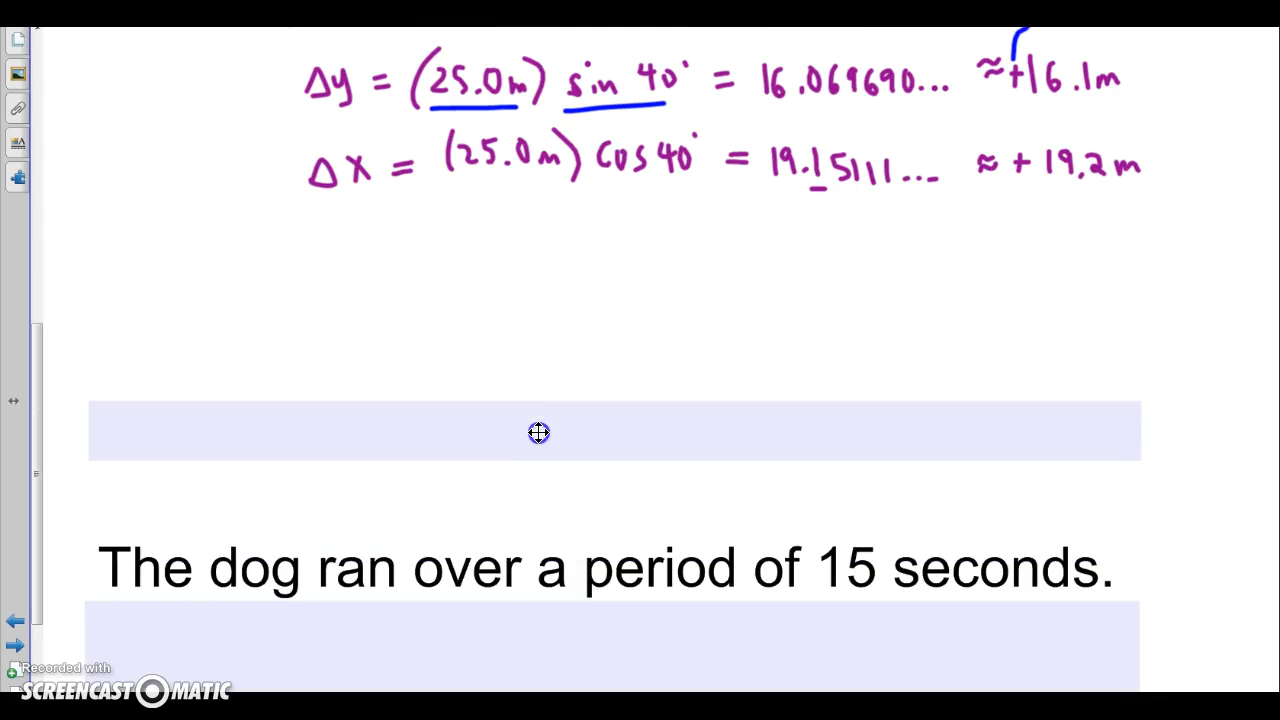 Δy = (25.0m) sin 40° = 16.069690... ≈ +16.1m
Δx = (25.0m) cos 40° = 19.15111... ≈ + 19.2m
The dog ran over a period of 15 seconds.
Recorded with
SCREENCAST-O-MATIC